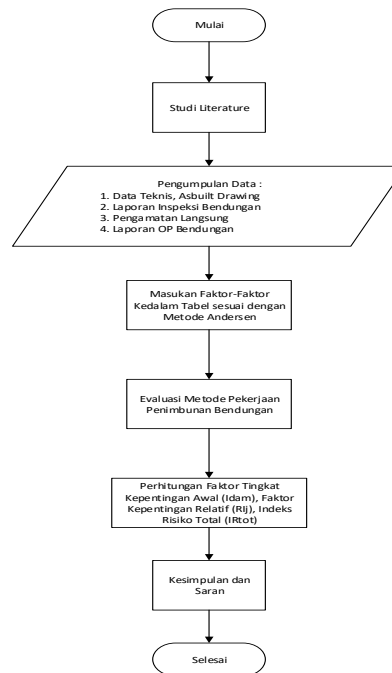 Mulai
Studi Literature
Pengumpulan Data :
1. Data Teknis, Asbuilt Drawing
2. Laporan Inspeksi Bendungan
3. Pengamatan Langsung
4. Laporan OP Bendungan
Masukan Faktor-Faktor
Kedalam Tabel sesuai dengan
Metode Andersen
Evaluasi Metode Pekerjaan
Penimbunan Bendungan
Perhitungan Faktor Tingkat
Kepentingan Awal (Idam), Faktor
Kepentingan Relatif (RIj), Indeks
Risiko Total (IRtot)
Kesimpulan dan
Saran
Selesai